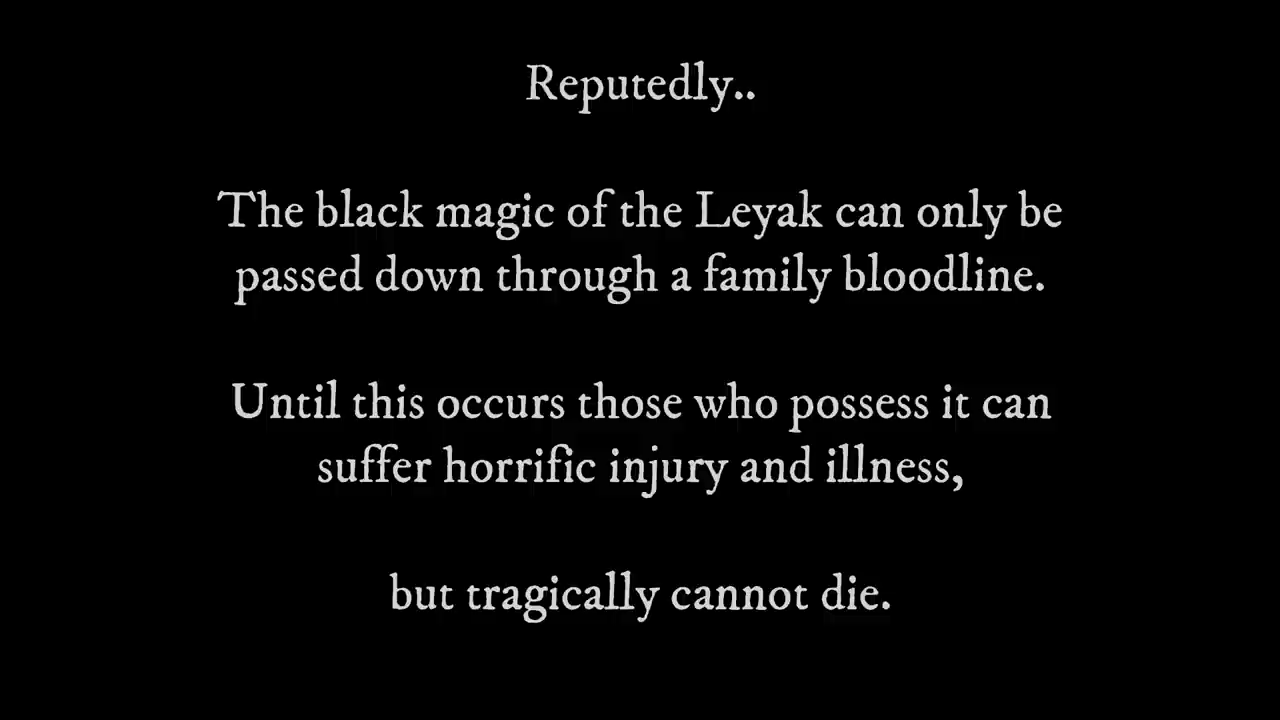 Reputedly..
The black magic of the Leyak can only be
passed down through a family bloodline.
Until this occurs those who possess it can
suffer horrific injury and illness,
but tragically cannot die.